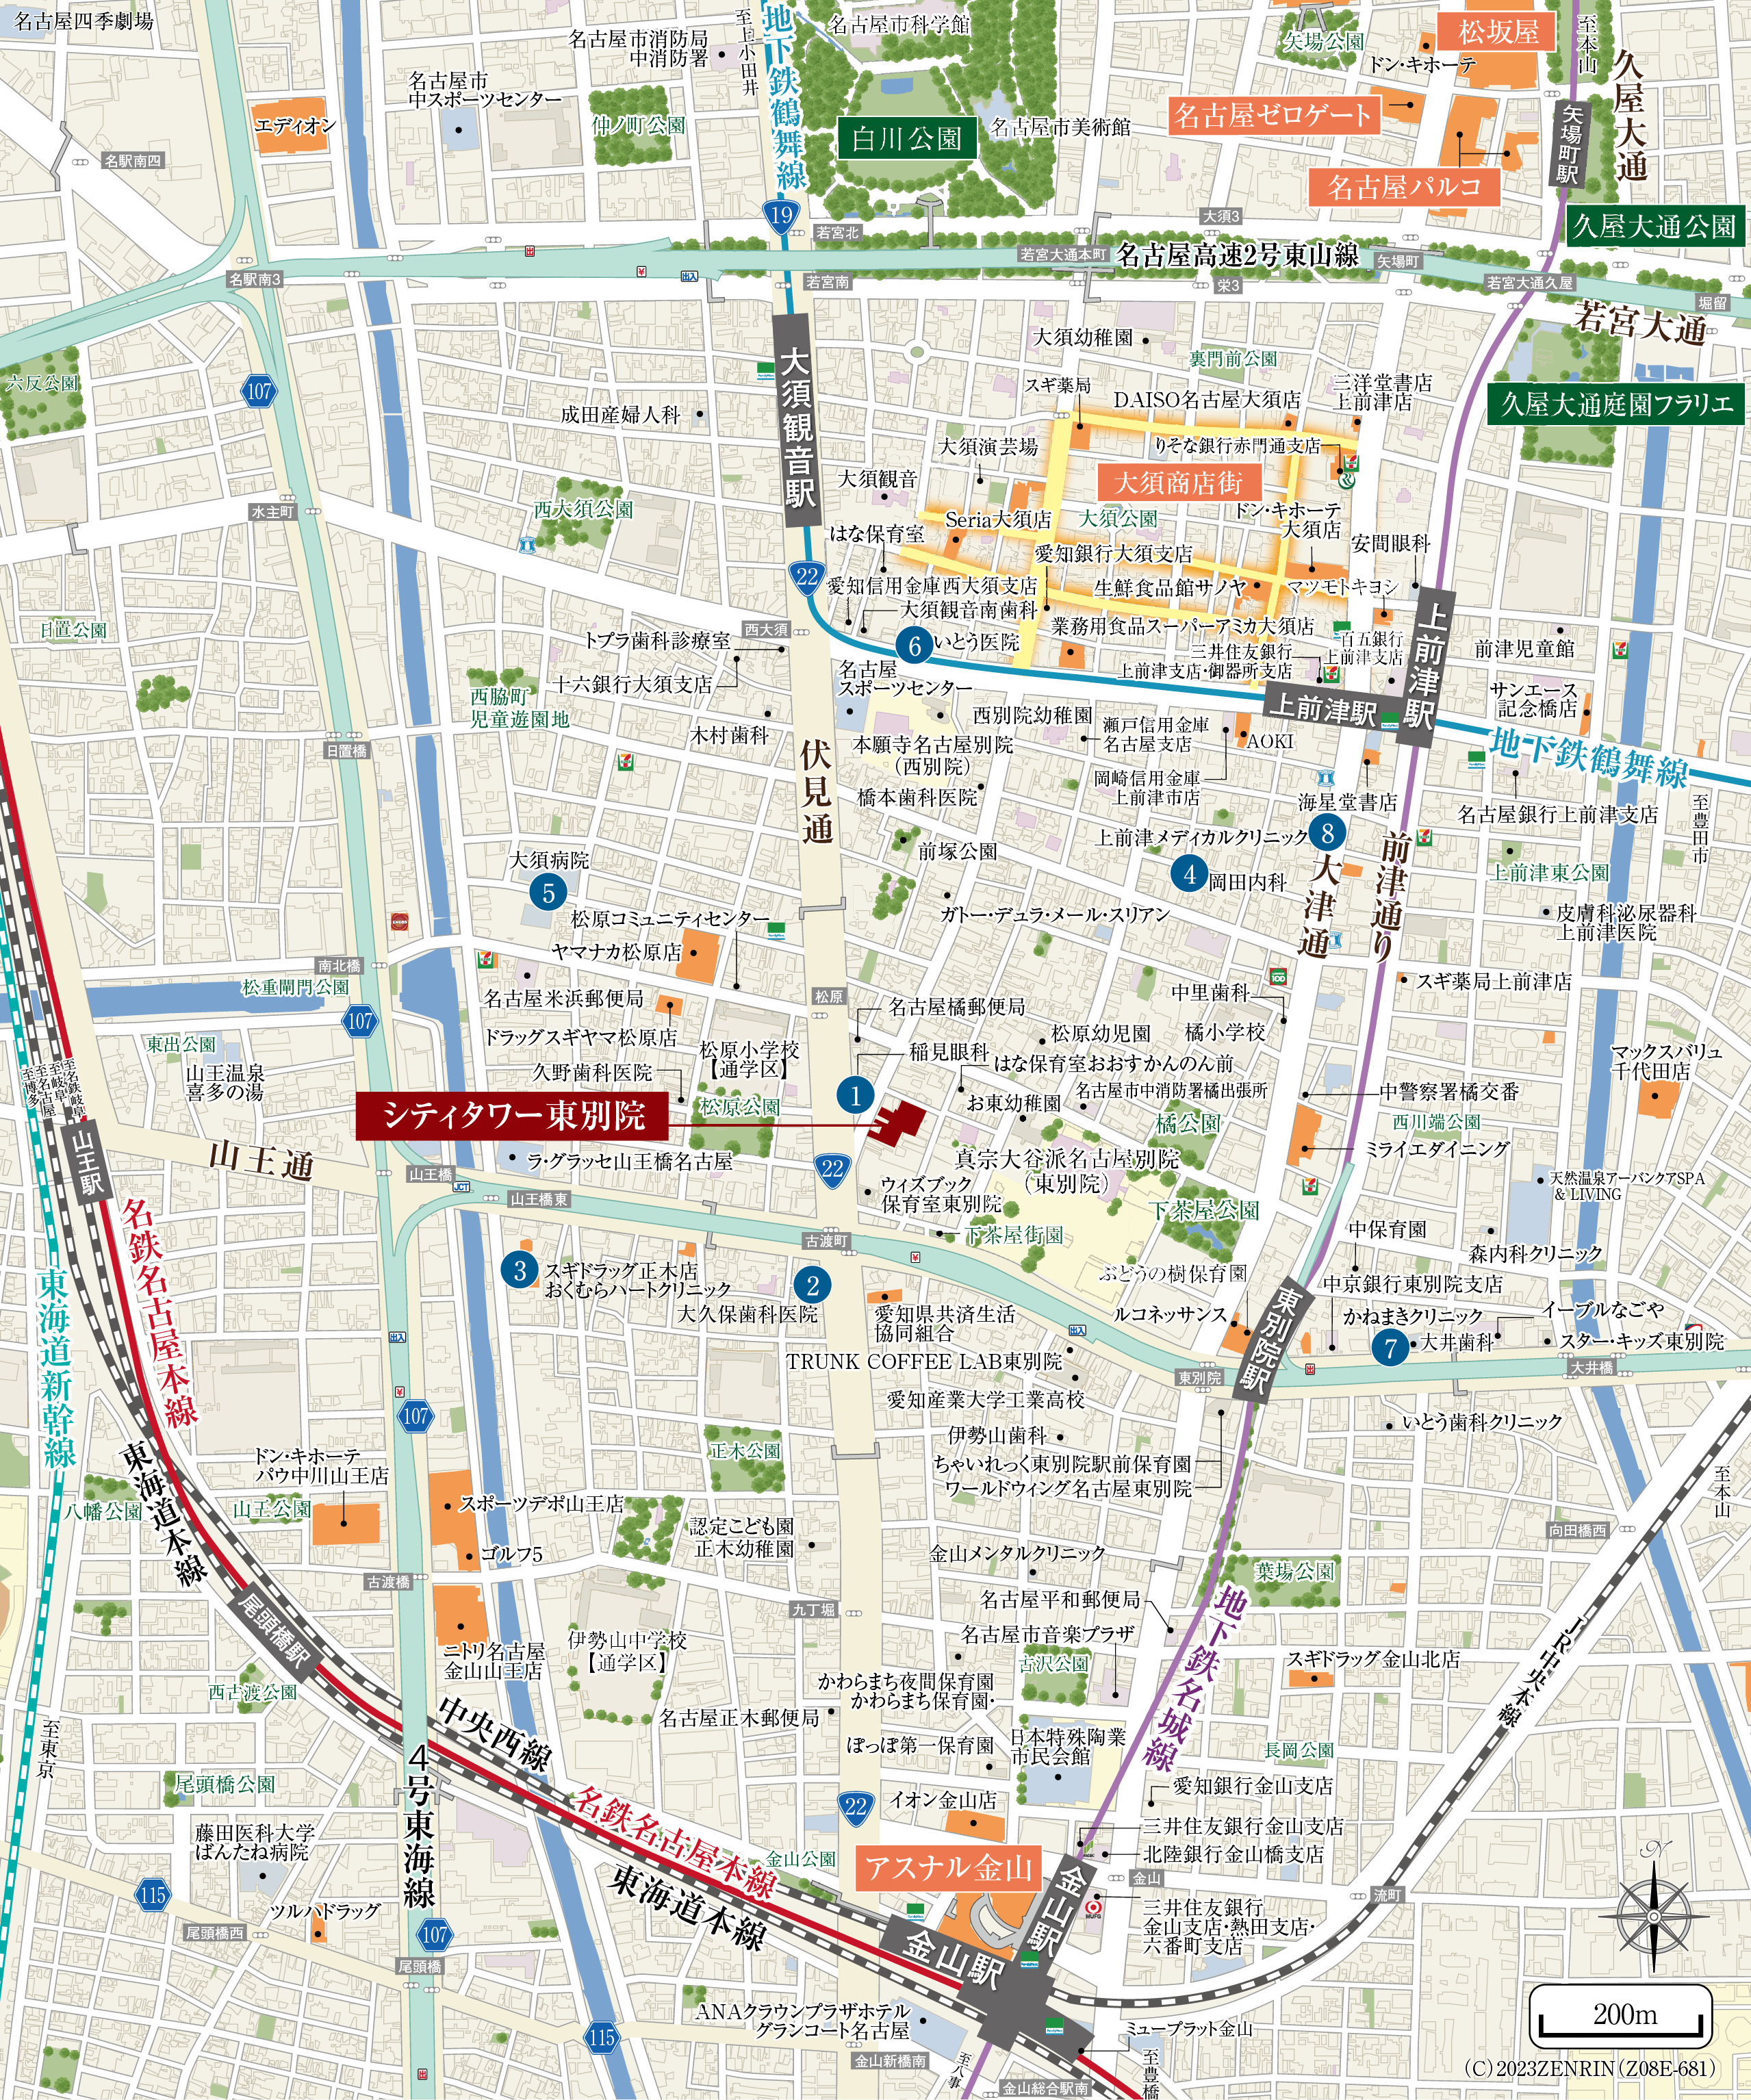 名古屋四季劇場
名古屋市消防局
中消防署
至上小田井
地下鉄鶴舞線
名古屋市科学館
矢場公園
松坂屋
至本山
久屋大通
ドン・キホーテ
名古屋市
中スポーツセンター
エディオン
仲ノ町公園
白川公園
名古屋市美術館
名古屋ゼロゲート
矢場町駅
名駅南四
名古屋パルコ
19
若宮北
大須3
久屋大通公園
若宮大通本町
名古屋高速2号東山線
矢場町
名駅南3
出
¥
出入
若宮南
栄3
若宮大通久屋
堀留
若宮大通
大須幼稚園
裏門前公園
六反公園
107
大須観音駅
スギ薬局
DAISO名古屋大須店
三洋堂書店
上前津店
久屋大通庭園フラリエ
成田産婦人科
大須演芸場
りそな銀行赤門通支店
大須観音
大須商店街
水主町
西大須公園
はな保育室
Seria大須店
大須公園
ドン・キホーテ
大須店
安間眼科
愛知銀行大須支店
22
愛知信用金庫西大須支店
生鮮食品館サノヤ
マツモトキヨシ
大須観音南歯科
上前津駅
日置公園
西大須
トプラ歯科診療室
6
いとう医院
業務用食品スーパーアミカ大須店
三井住友銀行
上前津支店・御器所支店
百五銀行
上前津支店
前津児童館
十六銀行大須支店
名古屋
スポーツセンター
西脇町
児童遊園地
上前津駅
サンエース
記念橋店
木村歯科
西別院幼稚園
瀬戸信用金庫
名古屋支店
AOKI
日置橋
伏見通
本願寺名古屋別院
（西別院）
地下鉄鶴舞線
岡崎信用金庫
上前津市店
橋本歯科医院
海星堂書店
名古屋銀行上前津支店
至豊田市
大須病院
5
前塚公園
上前津メディカルクリニック
8
4
岡田内科
大津通
前津通り
上前津東公園
松原コミュニティセンター
ガトー・デュラ・メール・スリアン
皮膚科泌尿器科
上前津医院
ヤマナカ松原店
南北橋
松重閘門公園
名古屋米浜郵便局
松原
名古屋橘郵便局
中里歯科
スギ薬局上前津店
107
ドラッグスギヤマ松原店
松原小学校
【通学区】
松原幼児園
橘小学校
東出公園
山王温泉
喜多の湯
久野歯科医院
稲見眼科
はな保育室おおすかんのん前
マックスバリュ
千代田店
至博多
至名古屋
至岐阜
至名鉄岐阜
シティタワー東別院
松原公園
1
お東幼稚園
名古屋市中消防署橘出張所
中警察署橘交番
橘公園
西川端公園
山王駅
山王通
山王橋
JCT
ラ・グラッセ山王橋名古屋
22
真宗大谷派名古屋別院
（東別院）
ミライエダイニング
山王橋東
ウィズブック
保育室東別院
天然温泉アーバンクアSPA
& LIVING
下茶屋公園
名鉄名古屋本線
古渡町
下茶屋街園
中保育園
森内科クリニック
東海道新幹線
3
スギドラッグ正木店
おくむらハートクリニック
2
¥
ぶどうの樹保育園
中京銀行東別院支店
大久保歯科医院
愛知県共済生活
協同組合
ルコネッサンス
東別院駅
かねまきクリニック
イーブルなごや
7
大井歯科
スター・キッズ東別院
出入
出入
TRUNK COFFEE LAB東別院
東別院
出
大井橋
¥
107
愛知産業大学工業高校
いとう歯科クリニック
伊勢山歯科
正木公園
ちゃいれっく東別院駅前保育園
ワールドウィング名古屋東別院
東海道本線
ドン・キホーテ
パウ中川山王店
至本山
八幡公園
山王公園
スポーツデポ山王店
認定こども園
正木幼稚園
向田橋西
ゴルフ5
金山メンタルクリニック
葉場公園
古渡橋
尾頭橋駅
九丁堀
名古屋平和郵便局
地下鉄名城線
JR中央本線
ニトリ名古屋
金山山王店
伊勢山中学校
【通学区】
名古屋市音楽プラザ
古沢公園
スギドラッグ金山北店
西古渡公園
かわらまち夜間保育園
かわらまち保育園・
中央西線
名古屋正木郵便局
至東京
ぽっぽ第一保育園
日本特殊陶業
市民会館
長岡公園
4号東海線
尾頭橋公園
愛知銀行金山支店
名鉄名古屋本線
22
イオン金山店
藤田医科大学
ばんたね病院
三井住友銀行金山支店
北陸銀行金山橋支店
金山公園
アスナル金山
金山駅
金山
115
東海道本線
流町
ツルハドラッグ
MUFG
三井住友銀行
金山支店・熱田支店・
六番町支店
尾頭橋西
107
金山駅
尾頭橋
N
200m
ANAクラウンプラザホテル
グランコート名古屋
115
ミュープラット金山
金山新橋南
至八事
至豊橋
出
金山総合駅南
（C）2023ZENRIN（Z08E-681）